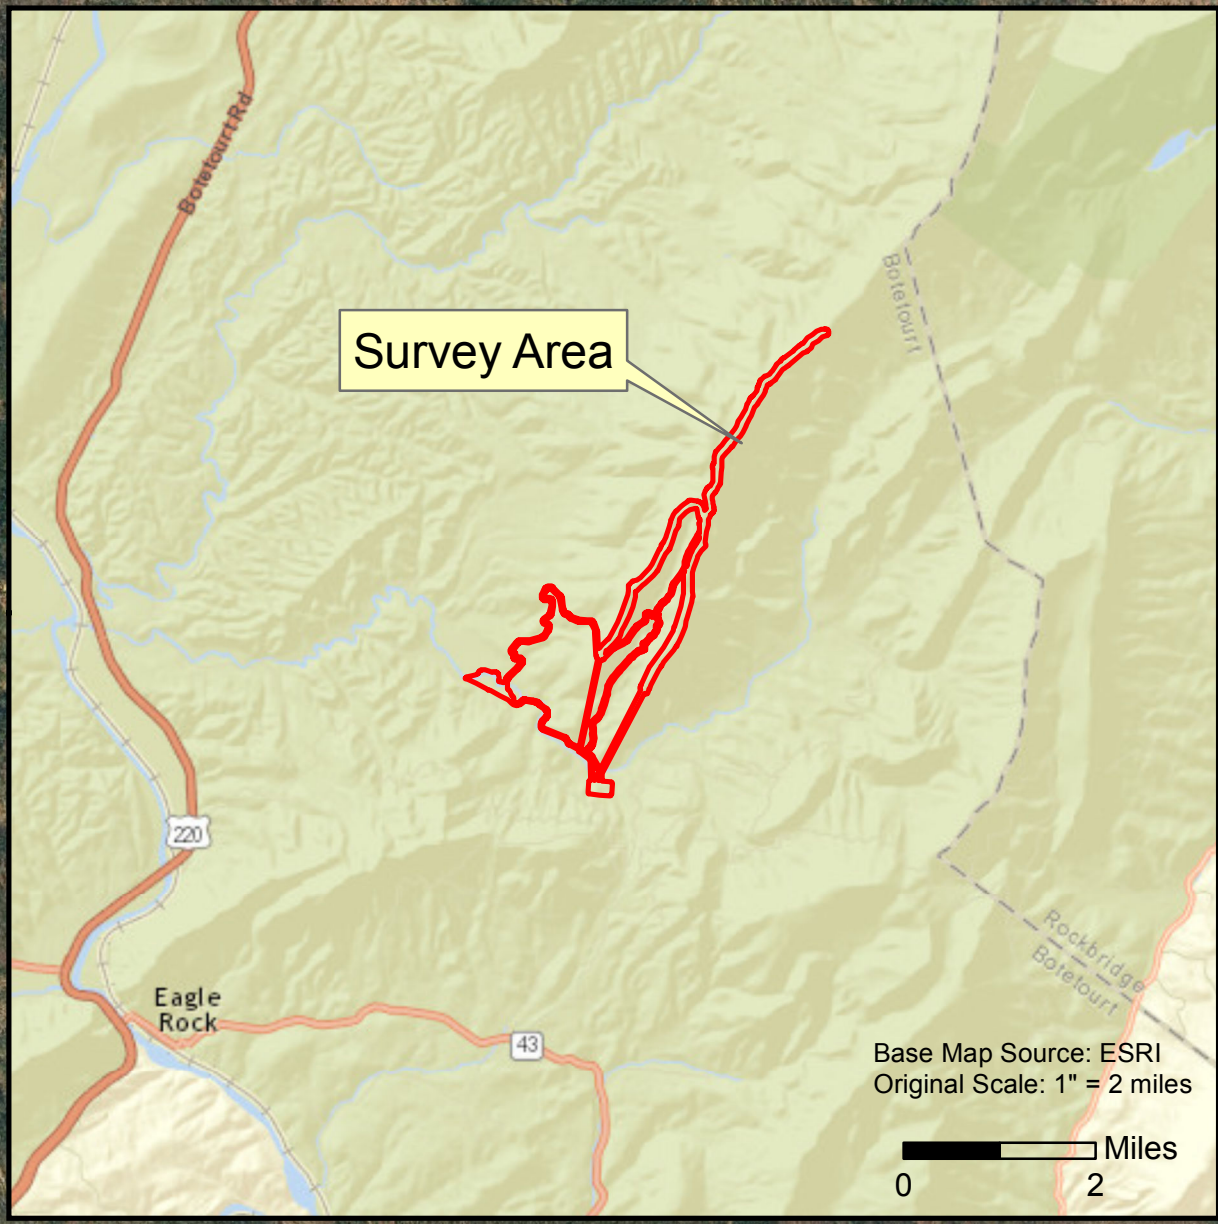 Botetourt Rd
Botetourt
Survey Area
220
Rockbridge
Botetourt
Eagle
Rock
43
Base Map Source: ESRI
Original Scale: 1" = 2 miles
Miles
0 2